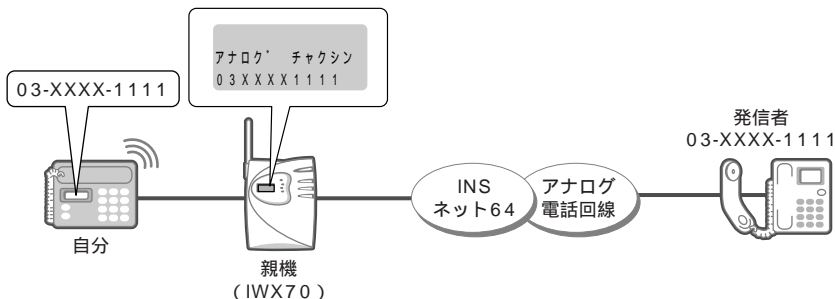 アナログ チャクシン
03XXXX1111
03-XXXX-1111
発信者
03-XXXX-1111
INS
ネット64
アナログ
電話回線
自分
親機
(IWX70)